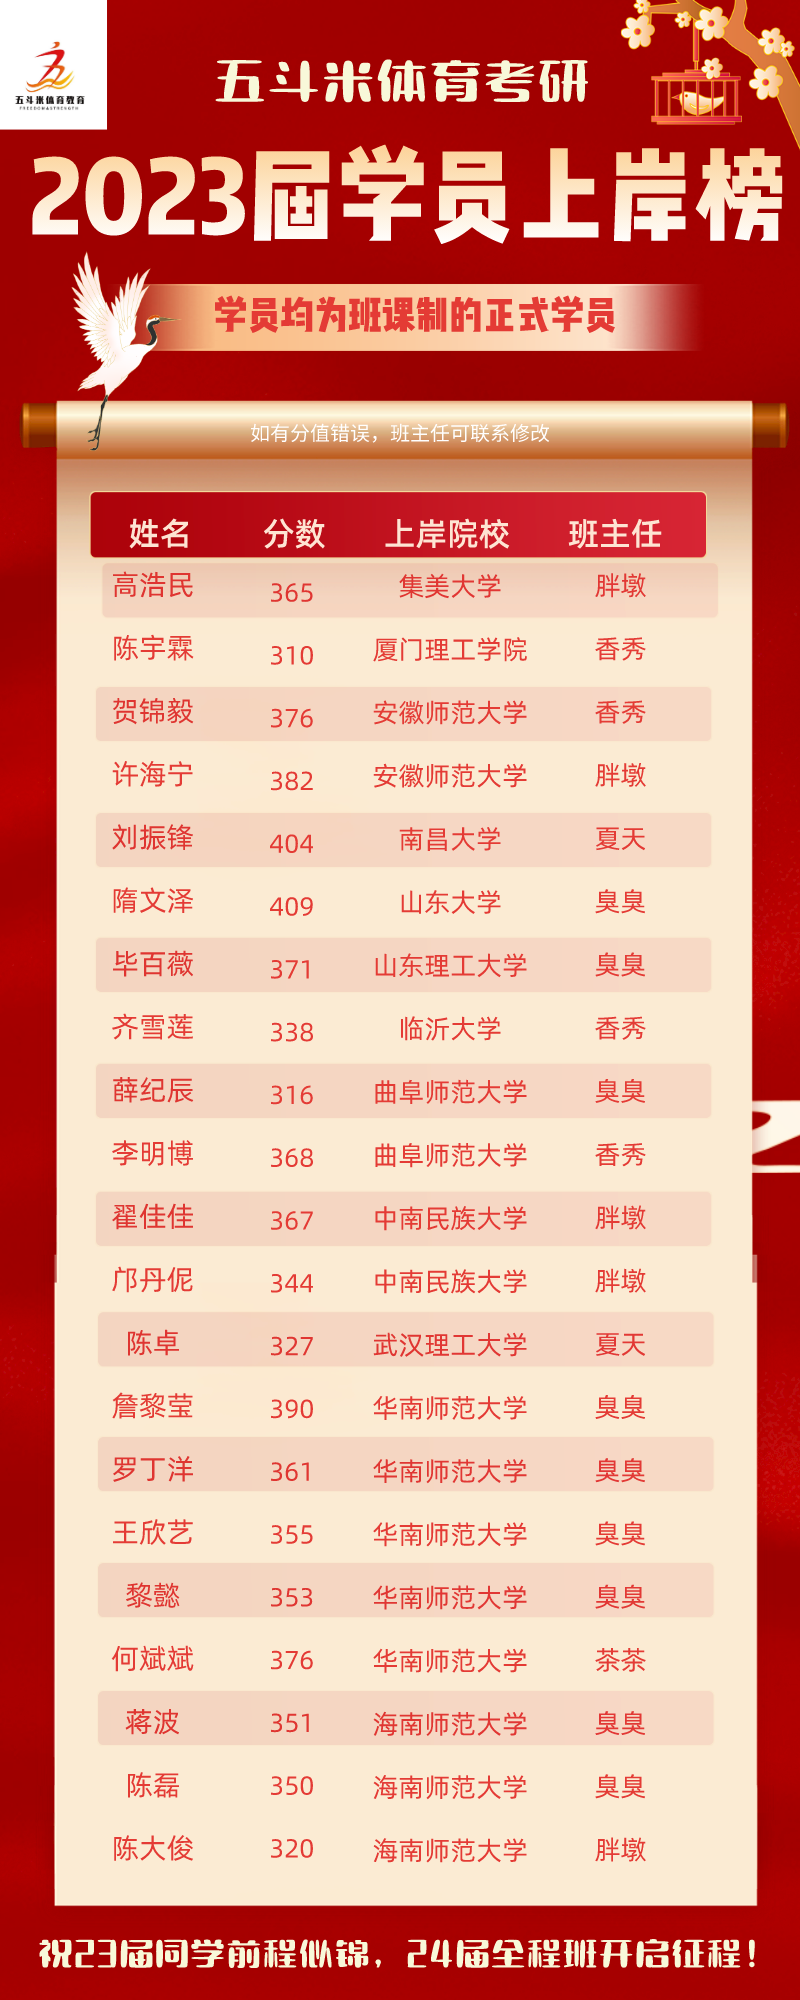 五斗米体育教育
FREEDOM&STRENGTH
五斗米体育考研
2023届学员上岸榜
学员均为班课制的正式学员
如有分值错误，班主任可联系修改
姓名 分数 上岸院校 班主任
高浩民 365 集美大学 胖墩
陈宇霖 310 厦门理工学院 香秀
贺锦毅 376 安徽师范大学 香秀
许海宁 382 安徽师范大学 胖墩
刘振锋 404 南昌大学 夏天
隋文泽 409 山东大学 臭臭
毕百薇 371 山东理工大学 臭臭
齐雪莲 338 临沂大学 香秀
薛纪辰 316 曲阜师范大学 臭臭
李明博 368 曲阜师范大学 香秀
翟佳佳 367 中南民族大学 胖墩
邝丹伲 344 中南民族大学 胖墩
陈卓 327 武汉理工大学 夏天
詹黎莹 390 华南师范大学 臭臭
罗丁洋 361 华南师范大学 臭臭
王欣艺 355 华南师范大学 臭臭
黎懿 353 华南师范大学 臭臭
何斌斌 376 华南师范大学 茶茶
蒋波 351 海南师范大学 臭臭
陈磊 350 海南师范大学 臭臭
陈大俊 320 海南师范大学 胖墩
2
祝23届同学前程似锦，24届全程班开启征程！